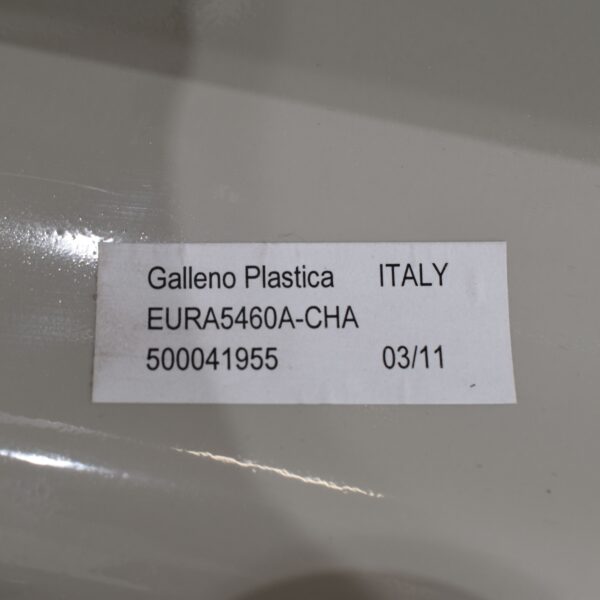 Galleno Plastica ITALY
EURA5460A-CHA
500041955 03/11